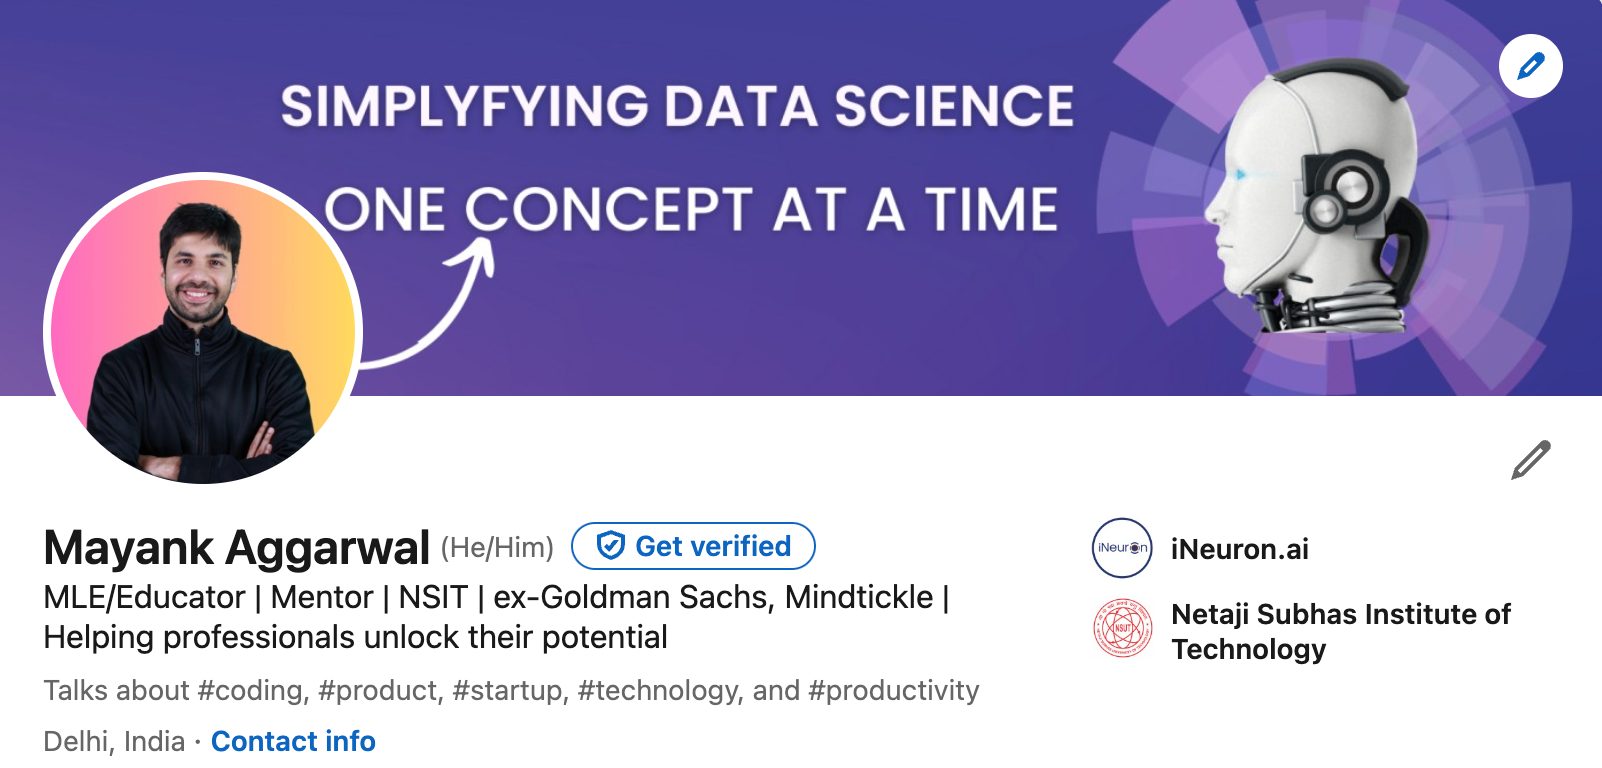 SIMPLYFYING DATA SCIENCE
ONE CONCEPT AT A TIME
Mayank Aggarwal (He/Him) Get verified
MLE/Educator | Mentor | NSIT | ex-Goldman Sachs, Mindtickle |
Helping professionals unlock their potential
Talks about #coding, #product, #startup, #technology, and #productivity
Delhi, India · Contact info
iNeuron
iNeuron.ai
NSUT
Netaji Subhas Institute of
Technology